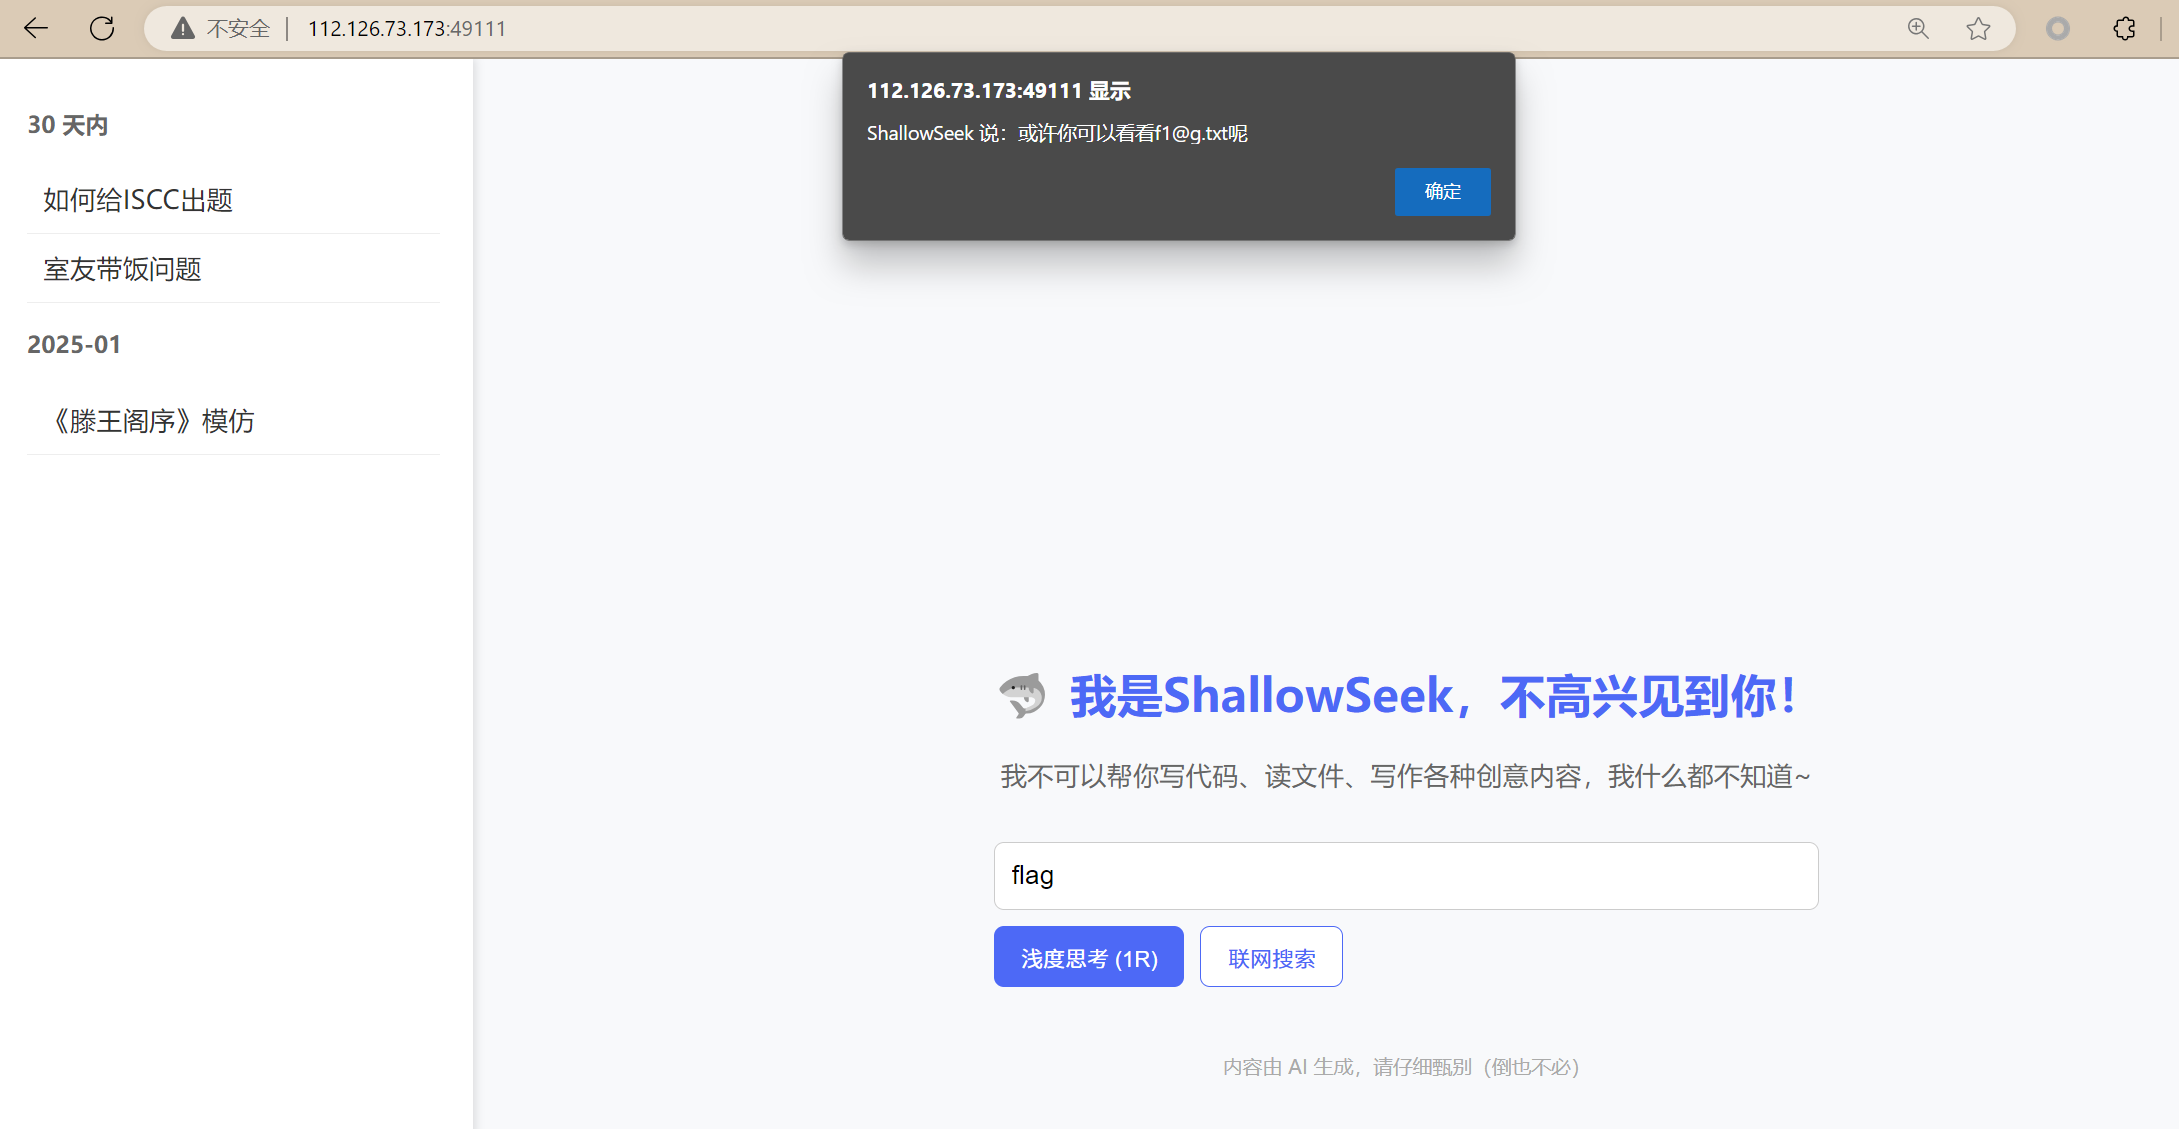 不安全 | 112.126.73.173:49111
112.126.73.173:49111 显示
ShallowSeek 说：或许你可以看看f1@g.txt呢
确定
30 天内
如何给ISCC出题
室友带饭问题
2025-01
《滕王阁序》模仿
我是ShallowSeek，不高兴见到你！
我不可以帮你写代码、读文件、写作各种创意内容，我什么都不知道~
flag
浅度思考 (1R)
联网搜索
内容由 AI 生成，请仔细甄别（倒也不必）